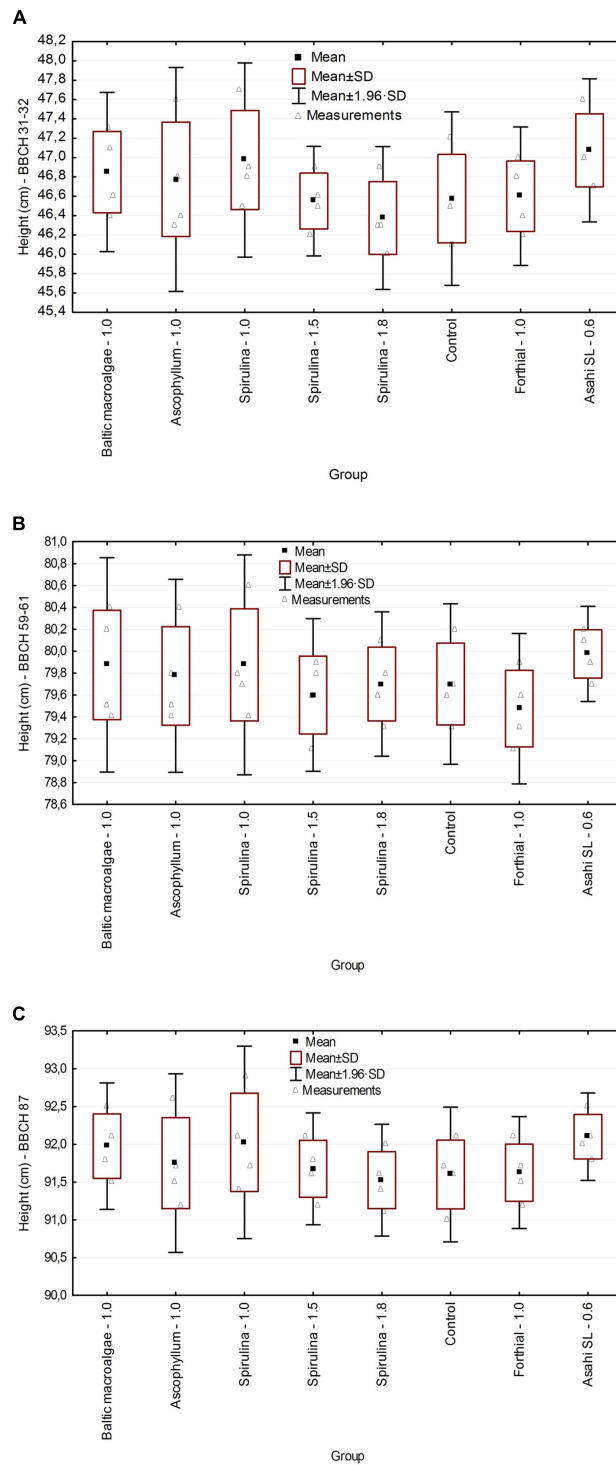 A
Height (cm) - BBCH 31-32
48,2
48,0
47,8
47,6
47,4
47,2
47,0
46,8
46,6
46,4
46,2
46,0
45,8
45,6
45,4
Mean
Mean±SD
Mean±1.96·SD
Measurements
Baltic macroalgae - 1.0
Ascophyllum - 1.0
Spirulina - 1.0
Spirulina - 1.5
Spirulina - 1.8
Control
Forthial - 1.0
Asahi SL - 0.6
Group
B
Height (cm) - BBCH 59-61
81,0
80,8
80,6
80,4
80,2
80,0
79,8
79,6
79,4
79,2
79,0
78,8
78,6
Mean
Mean±SD
Mean±1.96·SD
Measurements
Baltic macroalgae - 1.0
Ascophyllum - 1.0
Spirulina - 1.0
Spirulina - 1.5
Spirulina - 1.8
Control
Forthial - 1.0
Asahi SL - 0.6
Group
C
Height (cm) - BBCH 87
93,5
93,0
92,5
92,0
91,5
91,0
90,5
90,0
Mean
Mean±SD
Mean±1.96·SD
Measurements
Baltic macroalgae - 1.0
Ascophyllum - 1.0
Spirulina - 1.0
Spirulina - 1.5
Spirulina - 1.8
Control
Forthial - 1.0
Asahi SL - 0.6
Group